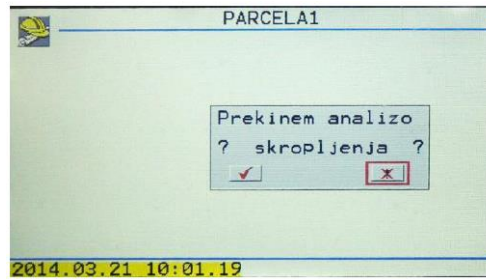 PARCELA1
Prekinem analizo
? skropljenja ?
2014.03.21 10:01.19